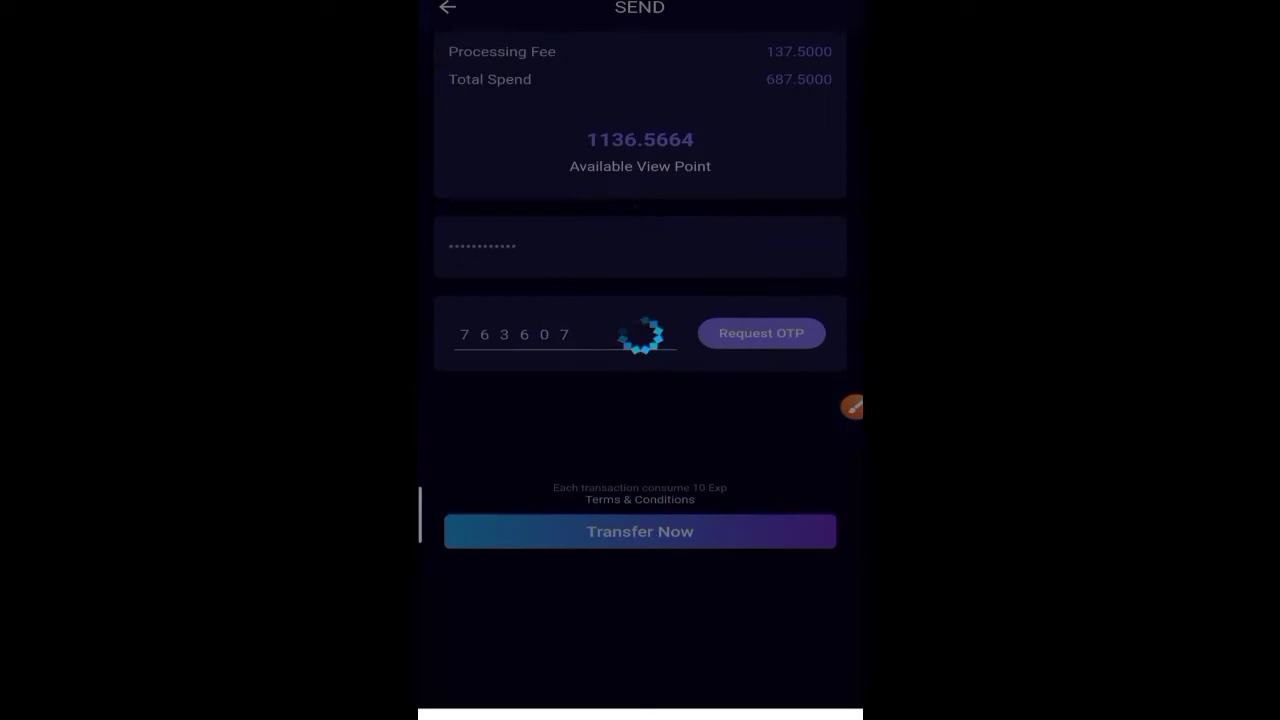 SEND
Processing Fee 137.5000
Total Spend 687.5000
1136.5664
Available View Point
••••••••••••
7 6 3 6 0 7 Request OTP
Each transaction consume 10 Exp
Terms & Conditions
Transfer Now